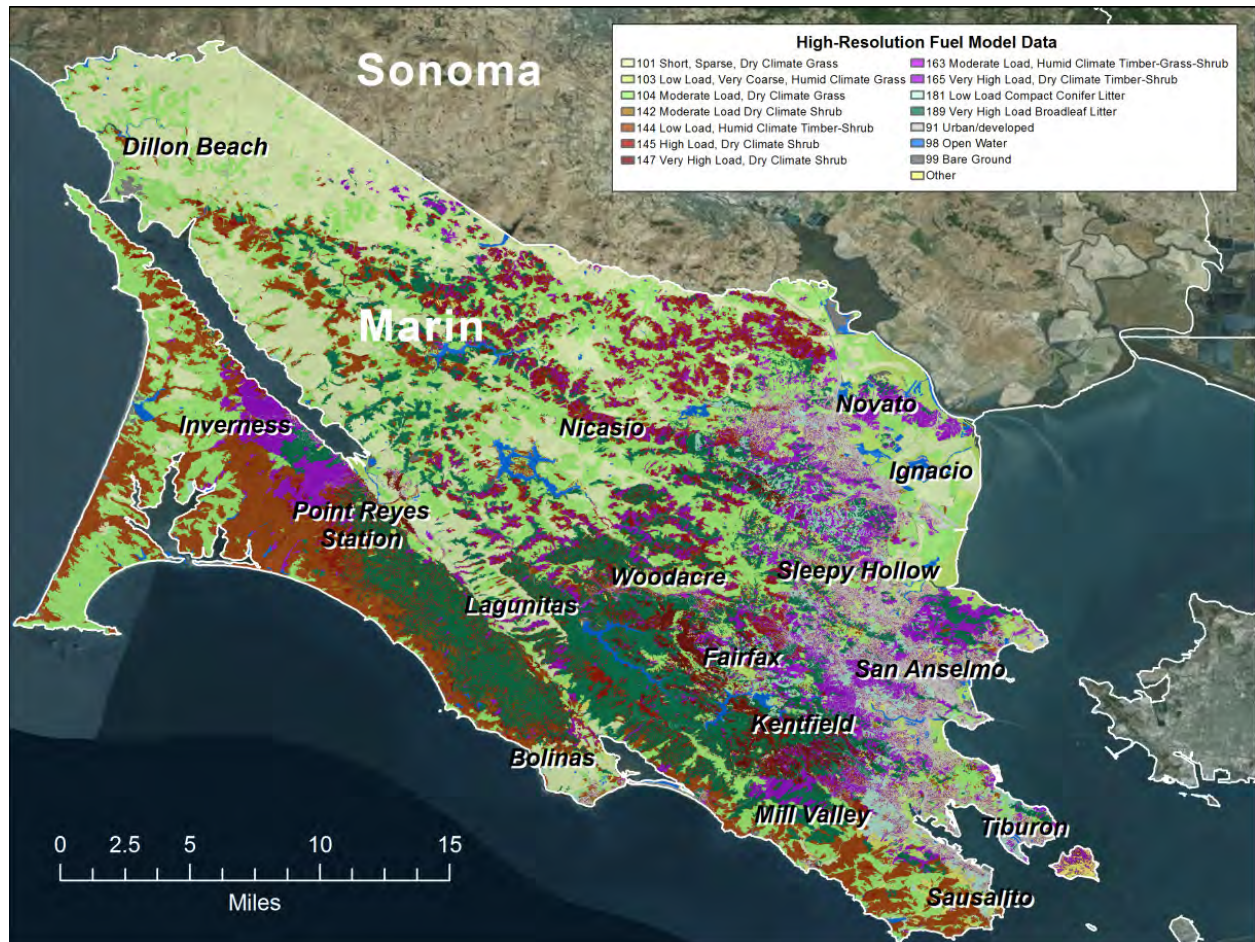 Sonoma
High-Resolution Fuel Model Data
101 Short, Sparse, Dry Climate Grass
103 Low Load, Very Coarse, Humid Climate Grass
104 Moderate Load, Dry Climate Grass
142 Moderate Load Dry Climate Shrub
144 Low Load, Humid Climate Timber-Shrub
145 High Load, Dry Climate Shrub
147 Very High Load, Dry Climate Shrub
163 Moderate Load, Humid Climate Timber-Grass-Shrub
165 Very High Load, Dry Climate Timber-Shrub
181 Low Load Compact Conifer Litter
189 Very High Load Broadleaf Litter
91 Urban/developed
98 Open Water
99 Bare Ground
Other
Dillon Beach
Marin
Novato
Inverness
Nicasio
Ignacio
Point Reyes
Station
Woodacre
Sleepy Hollow
Lagunitas
Fairfax
San Anselmo
Kentfield
Bolinas
Mill Valley
Tiburon
Sausalito
0 2.5 5 10 15
Miles